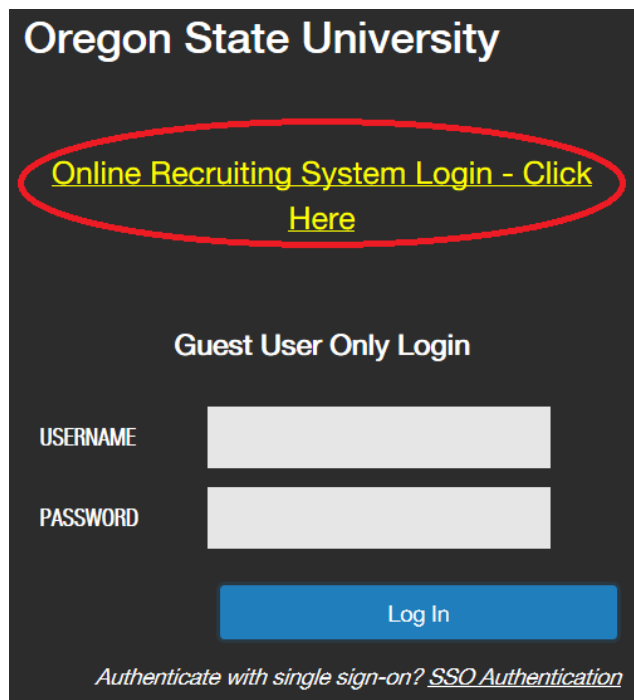 Oregon State University
Online Recruiting System Login - Click
Here
Guest User Only Login
USERNAME
PASSWORD
Log In
Authenticate with single sign-on? SSO Authentication